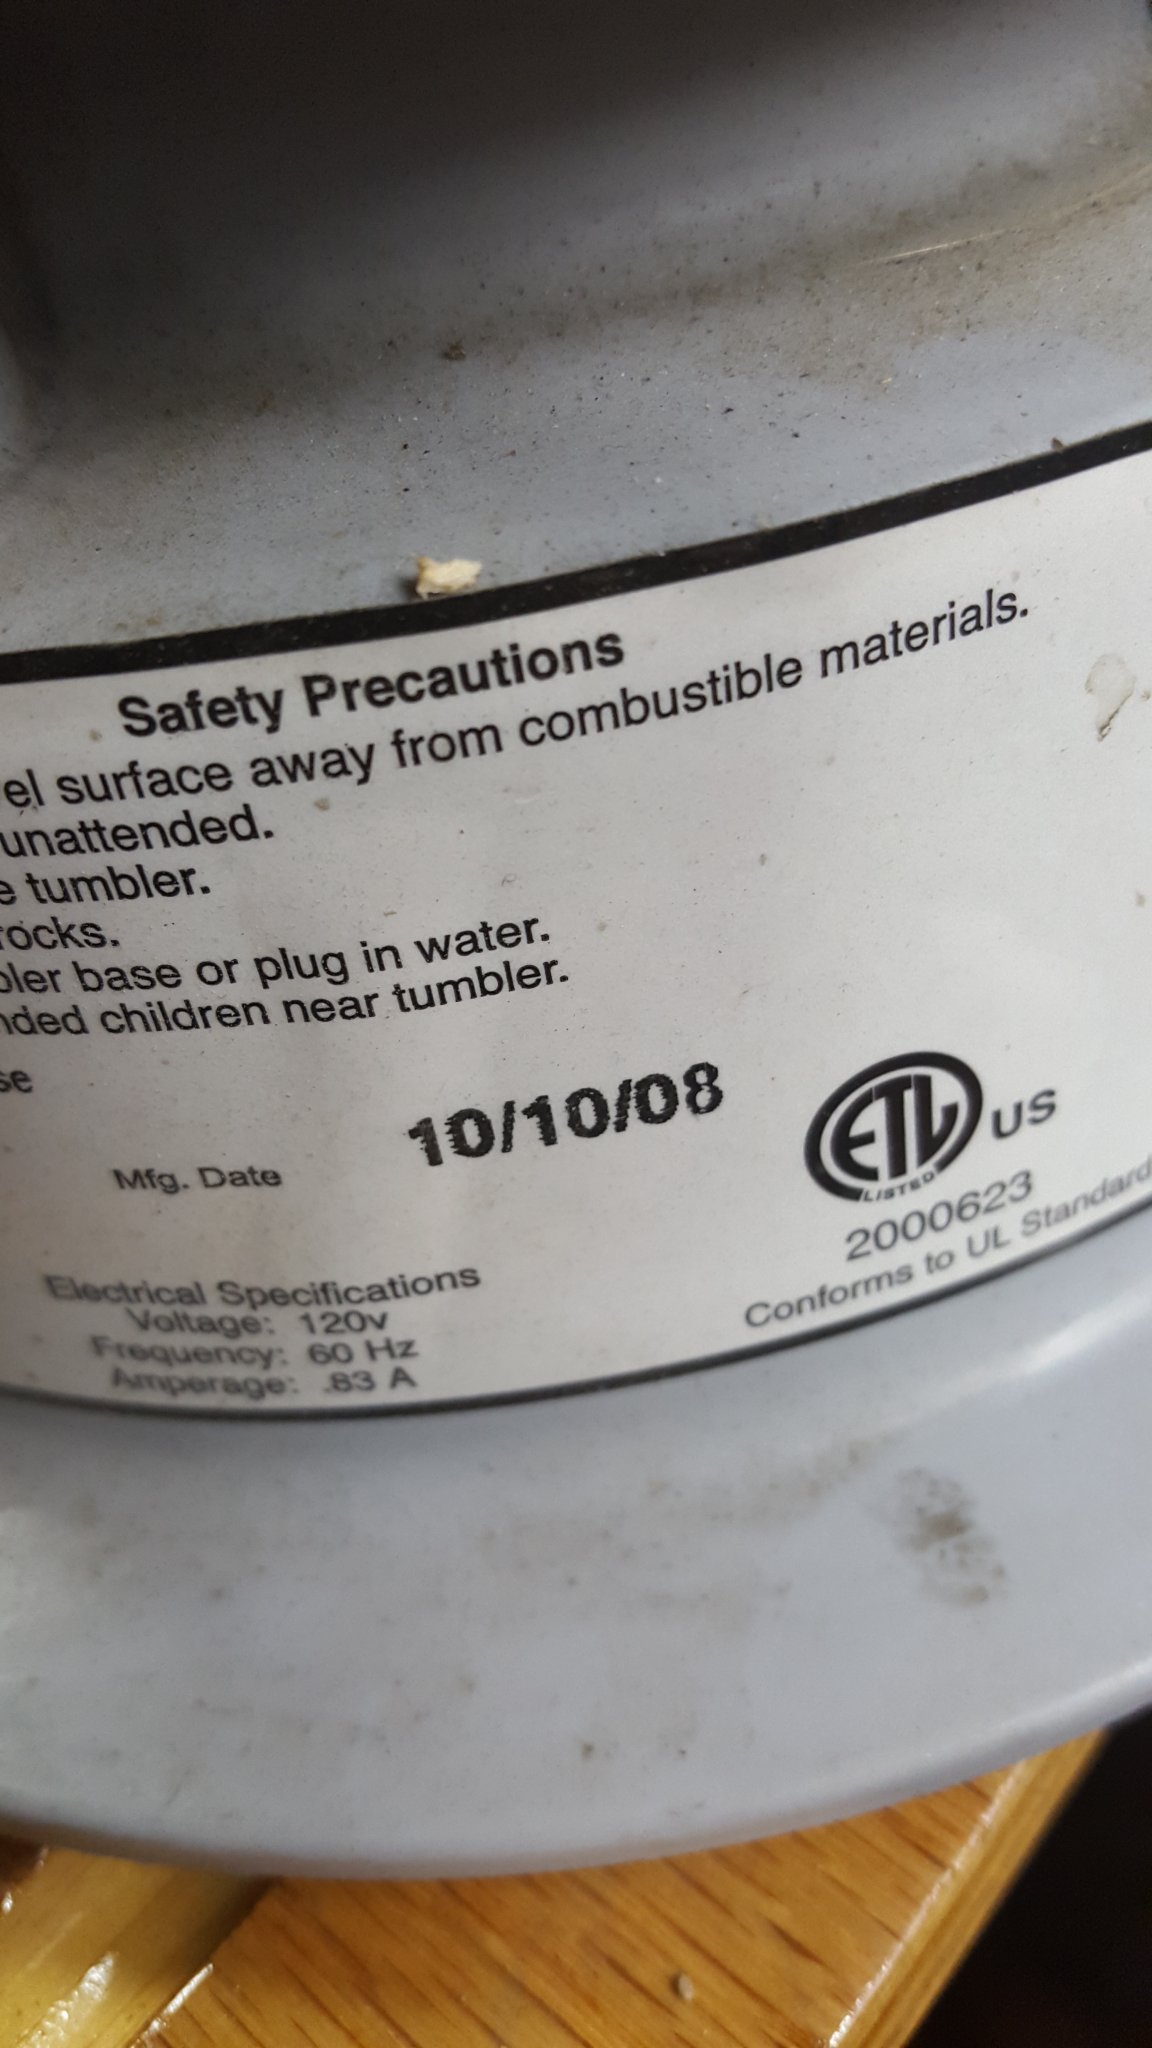 Safety Precautions
el surface away from combustible materials.
unattended.
e tumbler.
rocks.
bler base or plug in water.
nded children near tumbler.
se
Mfg. Date 10/10/08
ETL US
LISTED
2000623
Conforms to UL Standard
Electrical Specifications
Voltage: 120v
Frequency: 60 Hz
Amperage: .83 A